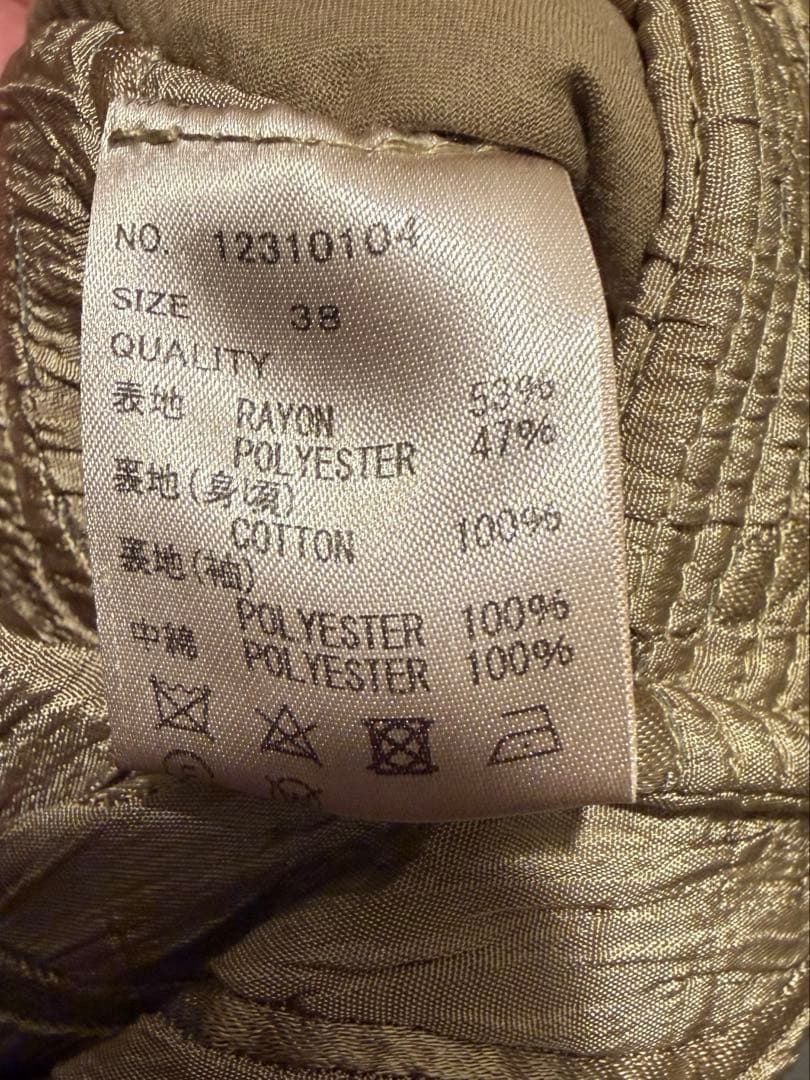 NO. 12310104
SIZE 38
QUALITY
表地 RAYON 53%
POLYESTER 47%
裏地(身頃)
COTTON 100%
裏地(袖)
POLYESTER 100%
中綿 POLYESTER 100%